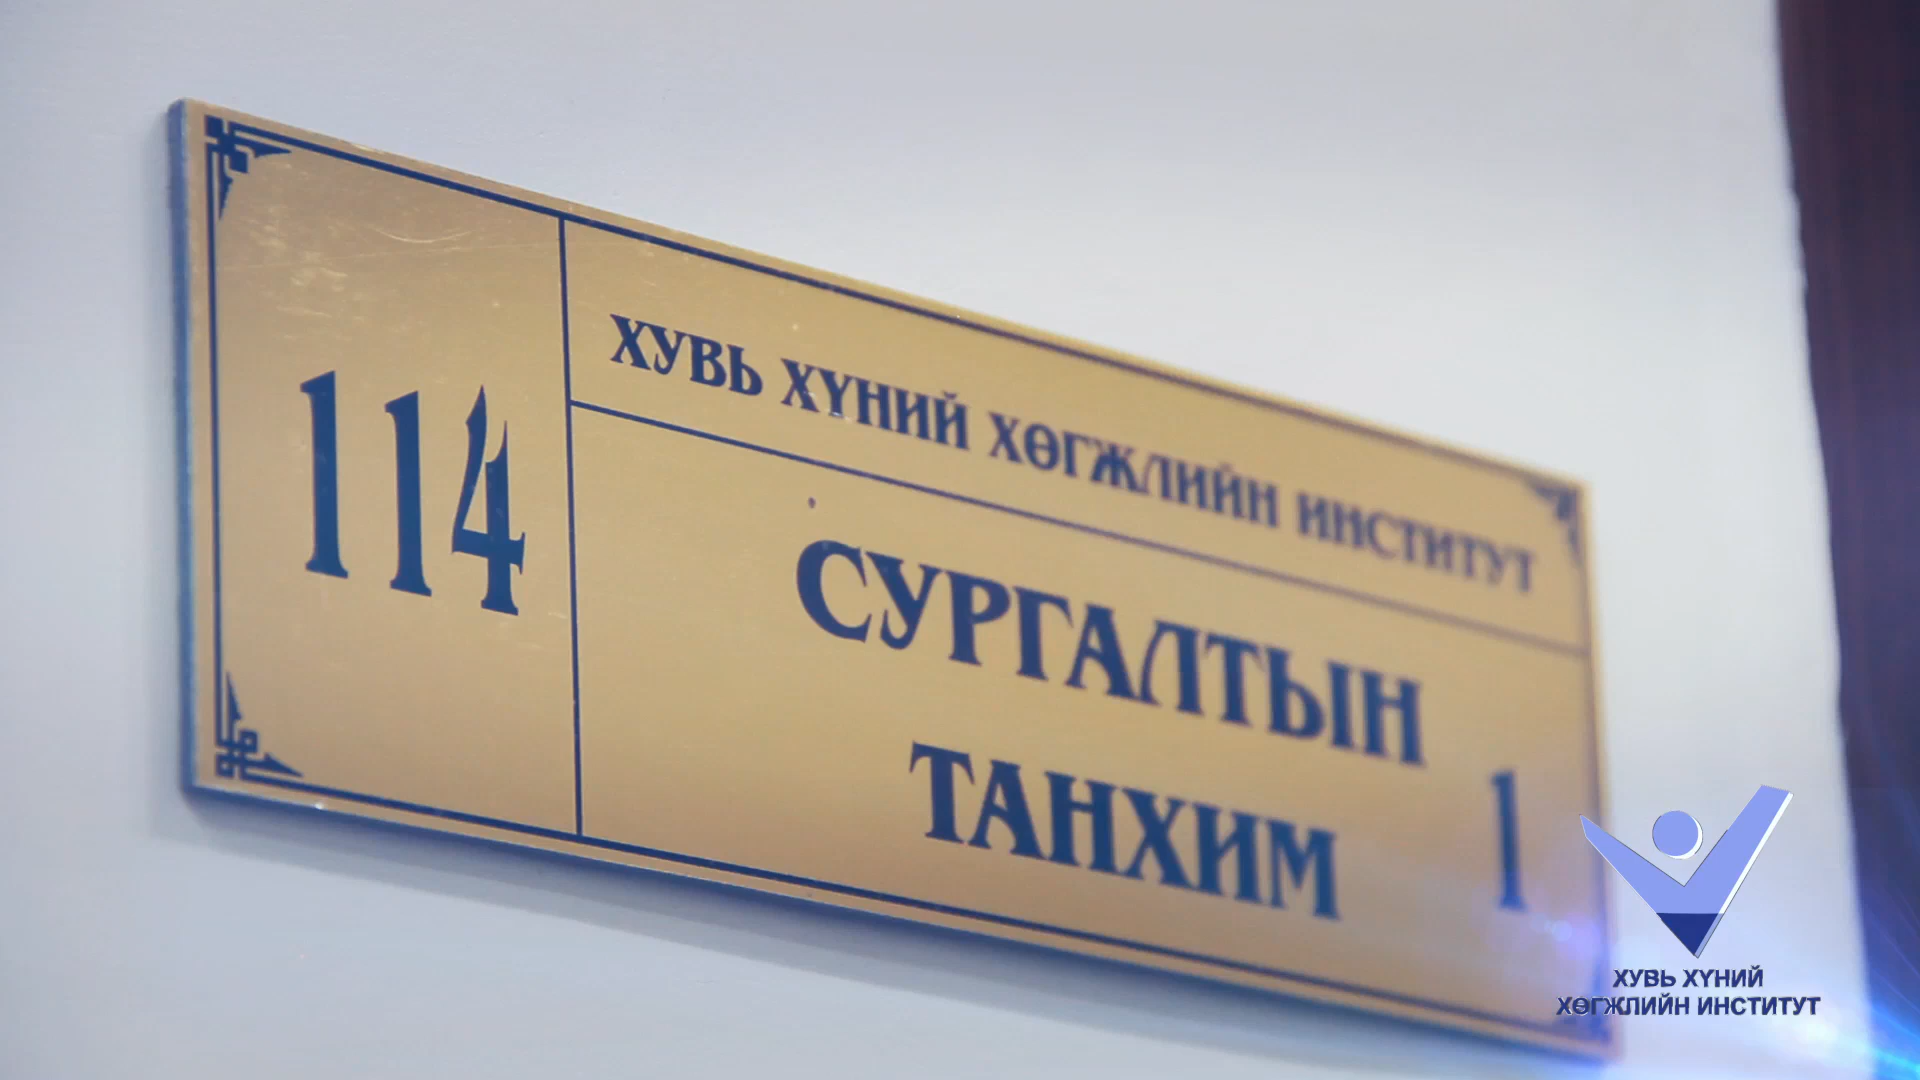 114
ХУВЬ ХҮНИЙ ХӨГЖЛИЙН ИНСТИТУТ
СУРГАЛТЫН
ТАНХИМ 1
ХУВЬ ХҮНИЙ
ХӨГЖЛИЙН ИНСТИТУТ